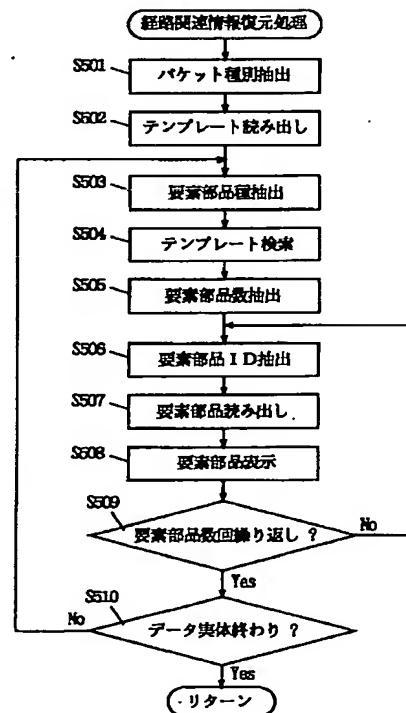 経路関連情報復元処理
S501
パケット種別抽出
S502
テンプレート読み出し
S503
要素部品種抽出
S504
テンプレート検索
S505
要素部品数抽出
S506
要素部品ID抽出
S507
要素部品読み出し
S508
要素部品表示
S509
要素部品数回繰り返し ?
No
Yes
S510
データ実体終わり ?
No
Yes
リターン